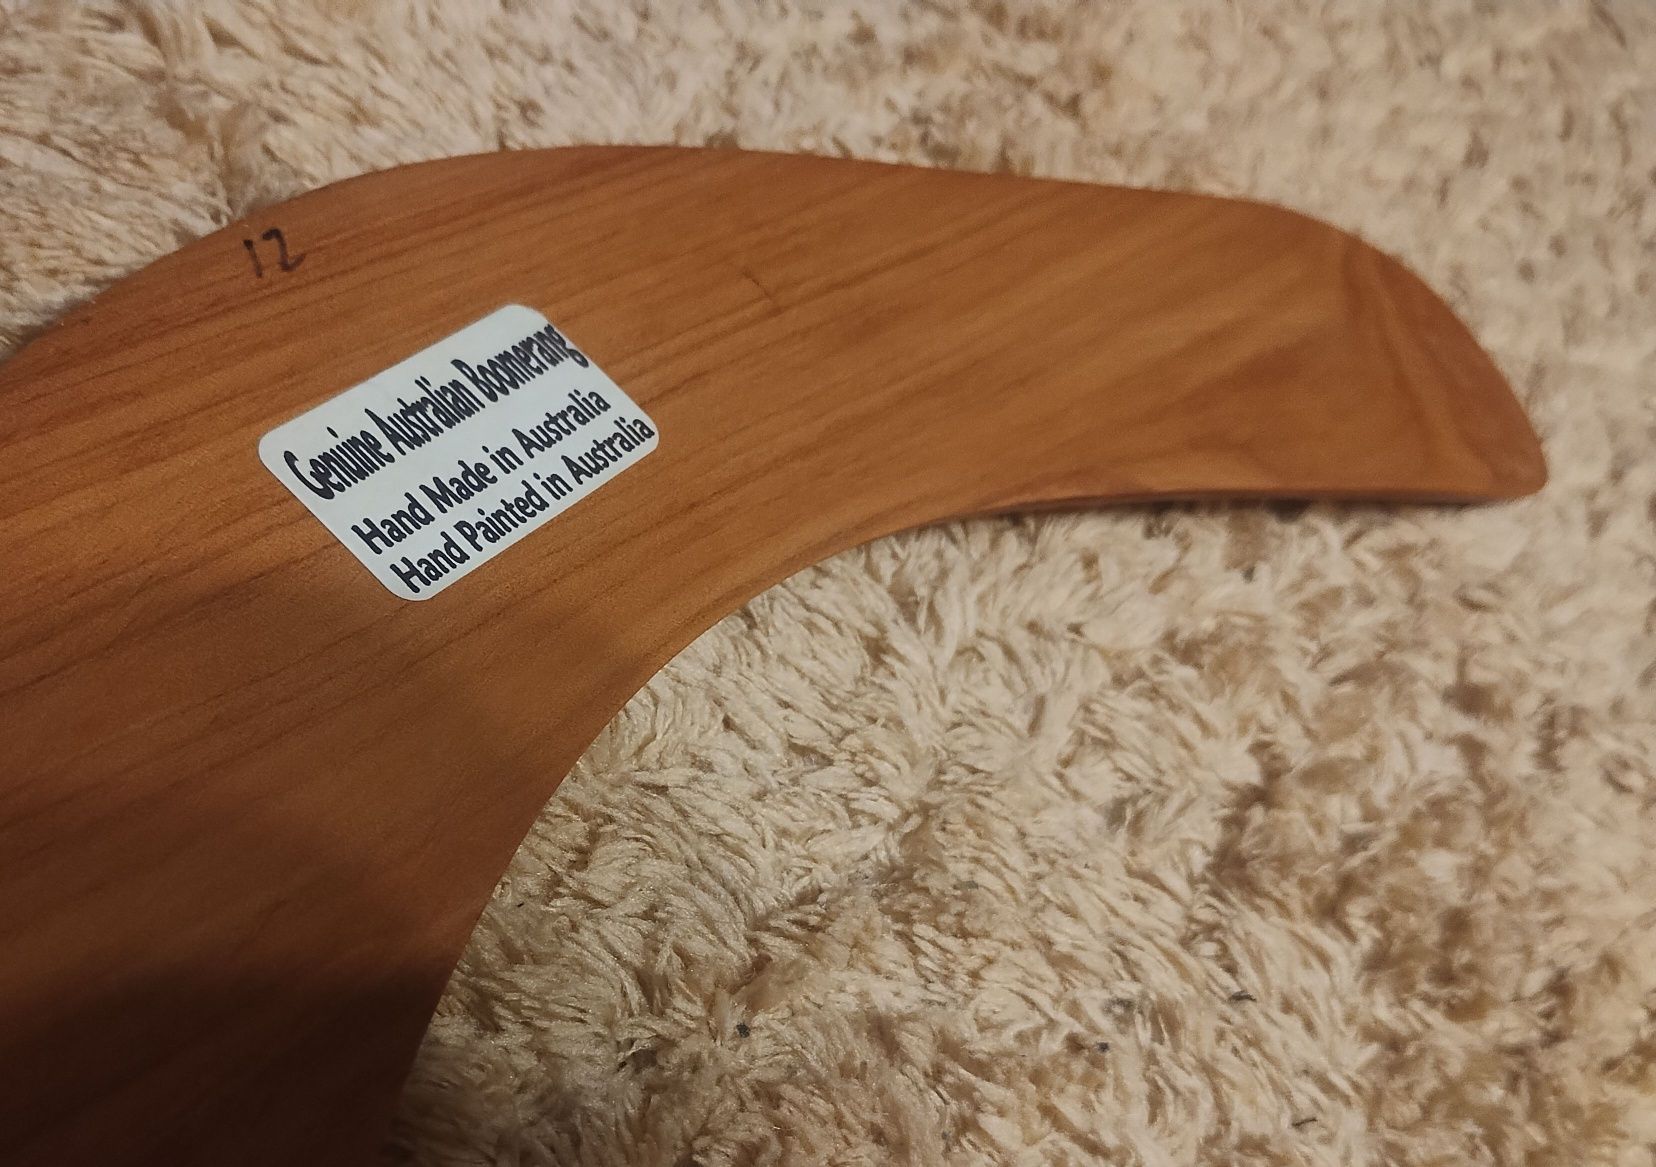 12
Genuine Australian Boomerang
Hand Made in Australia
Hand Painted in Australia